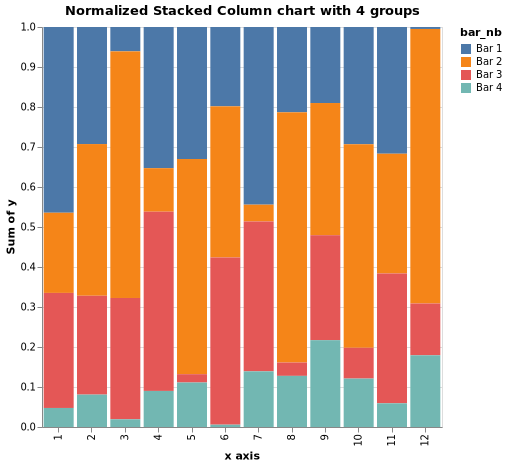 Normalized Stacked Column chart with 4 groups
bar_nb
Bar 1
Bar 2
Bar 3
Bar 4
Sum of y
1.0
0.9
0.8
0.7
0.6
0.5
0.4
0.3
0.2
0.1
0.0
1 2 3 4 5 6 7 8 9 10 11 12
x axis